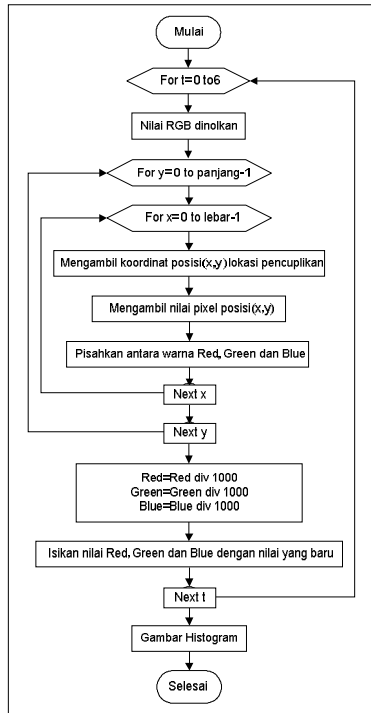 Mulai
For t=0 to6
Nilai RGB dinolkan
For y=0 to panjang-1
For x=0 to lebar-1
Mengambil koordinat posisi(x,y)lokasi pencuplikan
Mengambil nilai pixel posisi(x,y)
Pisahkan antara warna Red, Green dan Blue
Next x
Next y
Red=Red div 1000
Green=Green div 1000
Blue=Blue div 1000
Isikan nilai Red, Green dan Blue dengan nilai yang baru
Next t
Gambar Histogram
Selesai